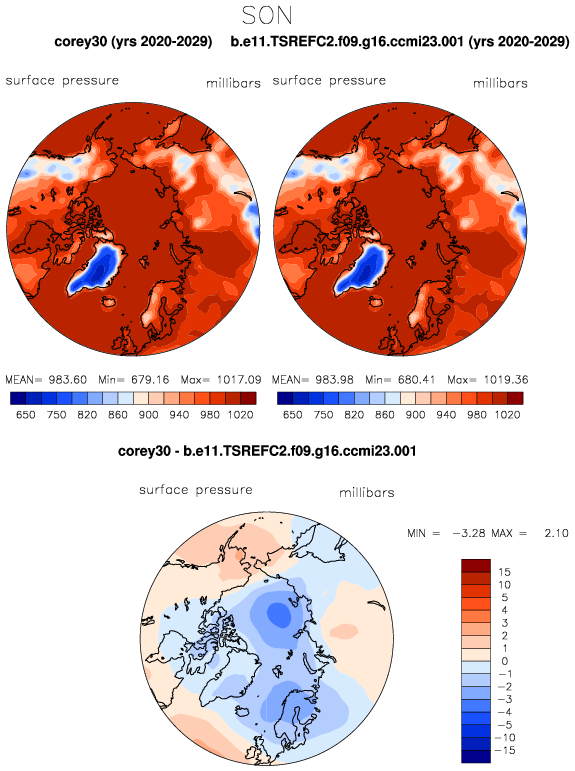 SON
corey30 (yrs 2020-2029) b.e11.TSREFC2.f09.g16.ccmi23.001 (yrs 2020-2029)
surface pressure millibars surface pressure millibars
MEAN= 983.60 Min= 679.16 Max= 1017.09 MEAN= 983.98 Min= 680.41 Max= 1019.36
650 750 820 860 900 940 980 1020 650 750 820 860 900 940 980 1020
corey30 - b.e11.TSREFC2.f09.g16.ccmi23.001
surface pressure millibars
MIN = -3.28 MAX = 2.10
15
10
5
4
3
2
1
0
-1
-2
-3
-4
-5
-10
-15